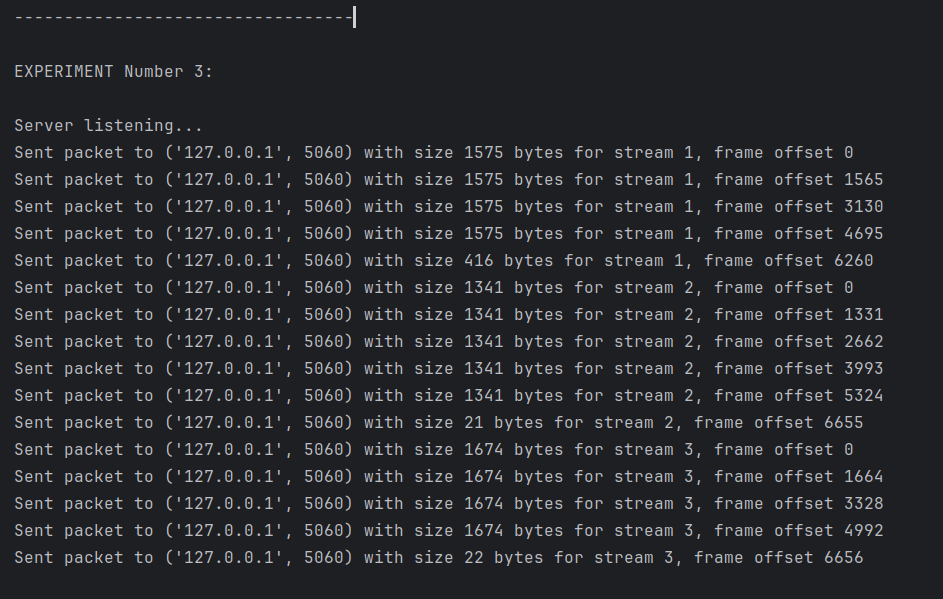 ----------------------------------
EXPERIMENT Number 3:
Server listening...
Sent packet to ('127.0.0.1', 5060) with size 1575 bytes for stream 1, frame offset 0
Sent packet to ('127.0.0.1', 5060) with size 1575 bytes for stream 1, frame offset 1565
Sent packet to ('127.0.0.1', 5060) with size 1575 bytes for stream 1, frame offset 3130
Sent packet to ('127.0.0.1', 5060) with size 1575 bytes for stream 1, frame offset 4695
Sent packet to ('127.0.0.1', 5060) with size 416 bytes for stream 1, frame offset 6260
Sent packet to ('127.0.0.1', 5060) with size 1341 bytes for stream 2, frame offset 0
Sent packet to ('127.0.0.1', 5060) with size 1341 bytes for stream 2, frame offset 1331
Sent packet to ('127.0.0.1', 5060) with size 1341 bytes for stream 2, frame offset 2662
Sent packet to ('127.0.0.1', 5060) with size 1341 bytes for stream 2, frame offset 3993
Sent packet to ('127.0.0.1', 5060) with size 1341 bytes for stream 2, frame offset 5324
Sent packet to ('127.0.0.1', 5060) with size 21 bytes for stream 2, frame offset 6655
Sent packet to ('127.0.0.1', 5060) with size 1674 bytes for stream 3, frame offset 0
Sent packet to ('127.0.0.1', 5060) with size 1674 bytes for stream 3, frame offset 1664
Sent packet to ('127.0.0.1', 5060) with size 1674 bytes for stream 3, frame offset 3328
Sent packet to ('127.0.0.1', 5060) with size 1674 bytes for stream 3, frame offset 4992
Sent packet to ('127.0.0.1', 5060) with size 22 bytes for stream 3, frame offset 6656